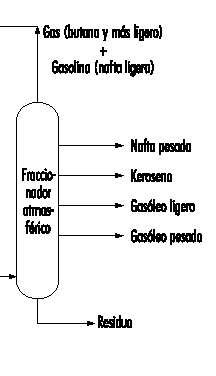 Gas (butano y más ligero)
+
Gasolina (nafta ligera)
Nafta pesada
Keroseno
Gasóleo ligero
Gasóleo pesado
Fraccio-
nador
atmos-
férico
Residuo